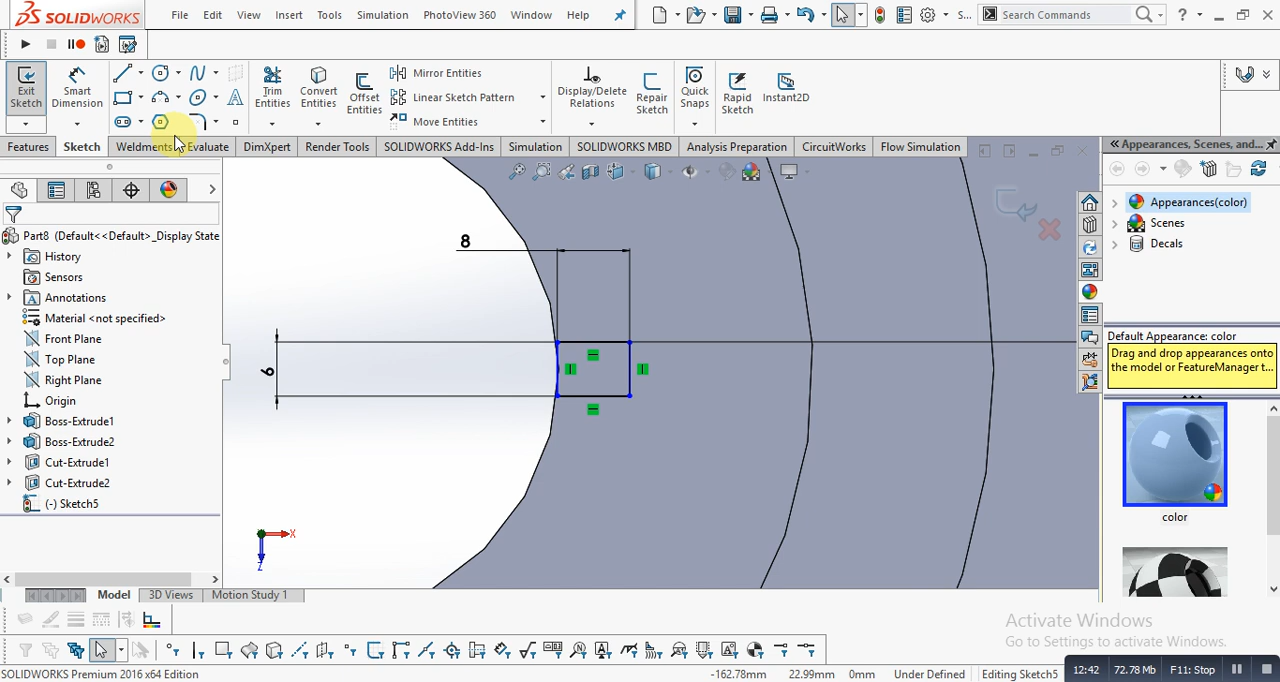 SOLIDWORKS
File Edit View Insert Tools Simulation PhotoView 360 Window Help
S...
Search Commands
Exit Sketch
Smart Dimension
Trim Entities
Convert Entities
Offset Entities
Mirror Entities
Linear Sketch Pattern
Move Entities
Display/Delete Relations
Repair Sketch
Quick Snaps
Rapid Sketch
Instant2D
Features Sketch Weldments Evaluate DimXpert Render Tools SOLIDWORKS Add-Ins Simulation SOLIDWORKS MBD Analysis Preparation CircuitWorks Flow Simulation
Appearances, Scenes, and...
Part8 (Default<<Default>_Display State
History
Sensors
Annotations
Material <not specified>
Front Plane
Top Plane
Right Plane
Origin
Boss-Extrude1
Boss-Extrude2
Cut-Extrude1
Cut-Extrude2
(-) Sketch5
8
6
X
Z
Appearances(color)
Scenes
Decals
Default Appearance: color
Drag and drop appearances onto
the model or FeatureManager t...
color
Model 3D Views Motion Study 1
Activate Windows
Go to Settings to activate Windows.
SOLIDWORKS Premium 2016 x64 Edition
-162.78mm 22.99mm 0mm Under Defined Editing Sketch5
12:42 72.78 MB F11: Stop